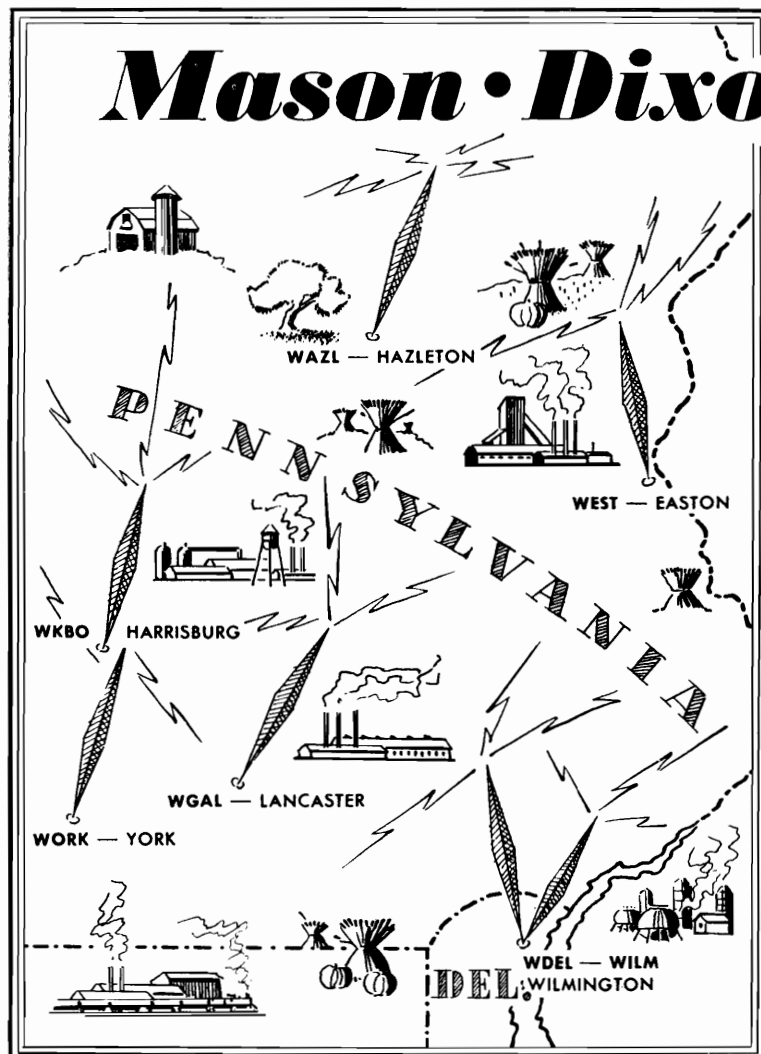 Mason • Dixo
WAZL — HAZLETON
PENNSYLVANIA
WEST — EASTON
WKBO HARRISBURG
WGAL — LANCASTER
WORK — YORK
WDEL — WILM
DEL. WILMINGTON